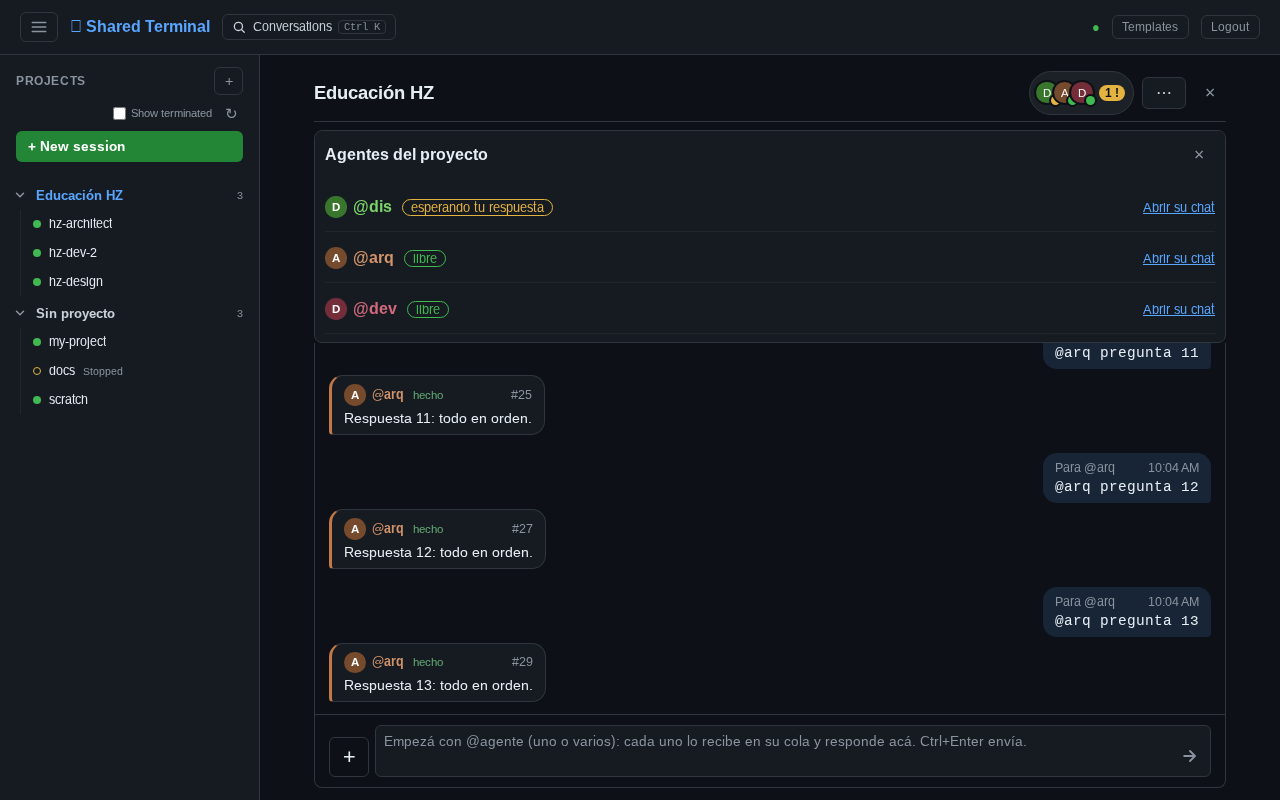 Shared Terminal
Conversations Ctrl K
Templates
Logout
PROJECTS
+
Show terminated
+ New session
Educación HZ 3
hz-architect
hz-dev-2
hz-design
Sin proyecto 3
my-project
docs Stopped
scratch
Educación HZ
D A D 1 !
⋯
×
Agentes del proyecto ×
D @dis esperando tu respuesta Abrir su chat
A @arq libre Abrir su chat
D @dev libre Abrir su chat
@arq pregunta 11
A @arq hecho #25
Respuesta 11: todo en orden.
Para @arq 10:04 AM
@arq pregunta 12
A @arq hecho #27
Respuesta 12: todo en orden.
Para @arq 10:04 AM
@arq pregunta 13
A @arq hecho #29
Respuesta 13: todo en orden.
+
Empezá con @agente (uno o varios): cada uno lo recibe en su cola y responde acá. Ctrl+Enter envía.